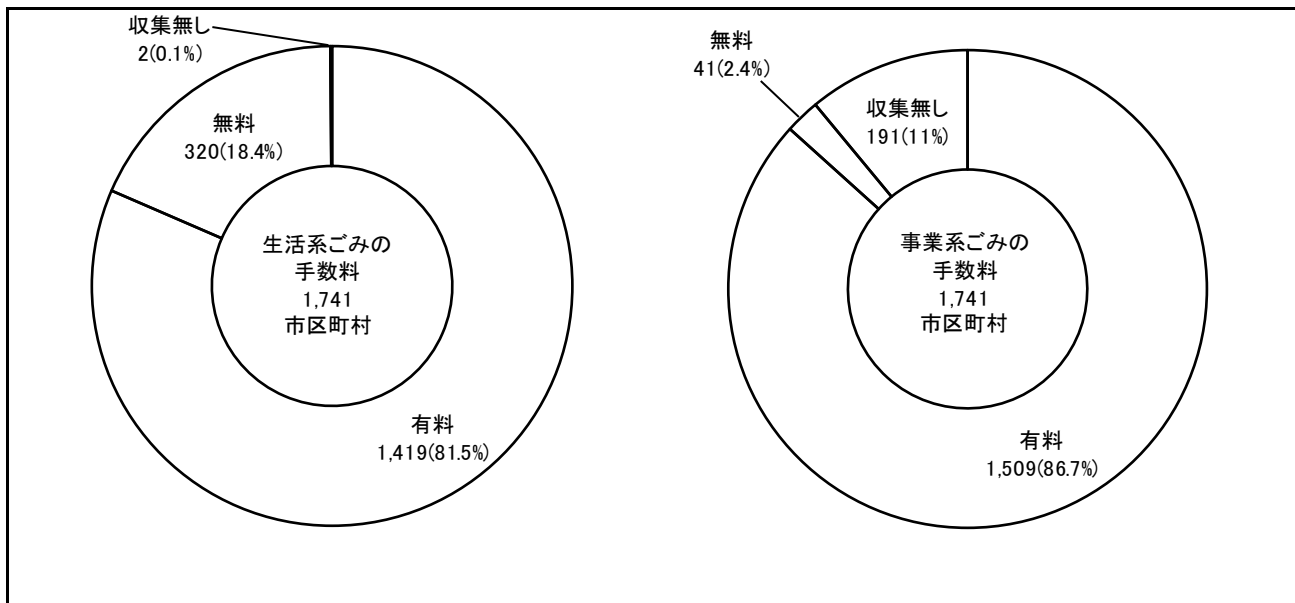 収集無し
2(0.1%)
無料
320(18.4%)
生活系ごみの
手数料
1,741
市区町村
有料
1,419(81.5%)
無料
41(2.4%)
収集無し
191(11%)
事業系ごみの
手数料
1,741
市区町村
有料
1,509(86.7%)